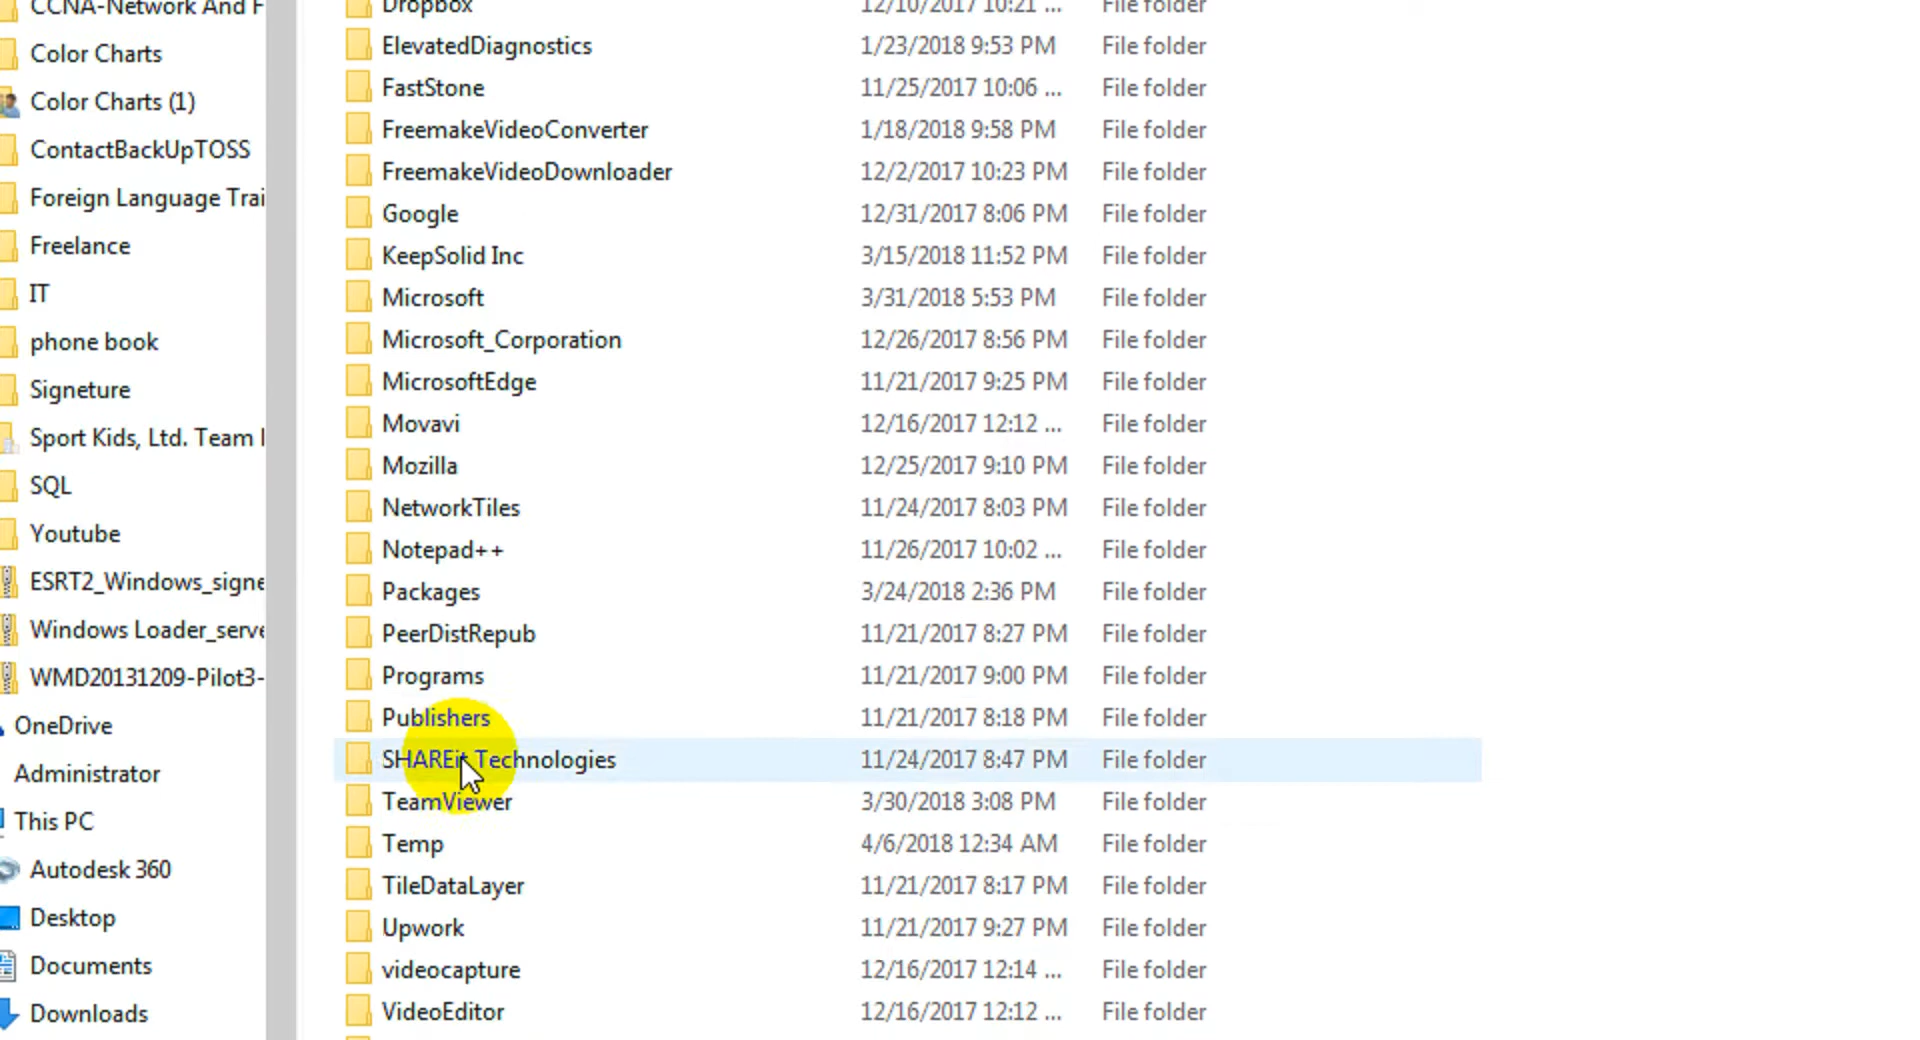 CCNA-Network And F
Color Charts
Color Charts (1)
ContactBackUpTOSS
Foreign Language Trai
Freelance
IT
phone book
Signeture
Sport Kids, Ltd. Team
SQL
Youtube
ESRT2_Windows_signe
Windows Loader_serve
WMD20131209-Pilot3-
OneDrive
Administrator
This PC
Autodesk 360
Desktop
Documents
Downloads
Dropbox 12/10/2017 10:21 ... File folder
ElevatedDiagnostics 1/23/2018 9:53 PM File folder
FastStone 11/25/2017 10:06 ... File folder
FreemakeVideoConverter 1/18/2018 9:58 PM File folder
FreemakeVideoDownloader 12/2/2017 10:23 PM File folder
Google 12/31/2017 8:06 PM File folder
KeepSolid Inc 3/15/2018 11:52 PM File folder
Microsoft 3/31/2018 5:53 PM File folder
Microsoft_Corporation 12/26/2017 8:56 PM File folder
MicrosoftEdge 11/21/2017 9:25 PM File folder
Movavi 12/16/2017 12:12 ... File folder
Mozilla 12/25/2017 9:10 PM File folder
NetworkTiles 11/24/2017 8:03 PM File folder
Notepad++ 11/26/2017 10:02 ... File folder
Packages 3/24/2018 2:36 PM File folder
PeerDistRepub 11/21/2017 8:27 PM File folder
Programs 11/21/2017 9:00 PM File folder
Publishers 11/21/2017 8:18 PM File folder
SHAREit Technologies 11/24/2017 8:47 PM File folder
TeamViewer 3/30/2018 3:08 PM File folder
Temp 4/6/2018 12:34 AM File folder
TileDataLayer 11/21/2017 8:17 PM File folder
Upwork 11/21/2017 9:27 PM File folder
videocapture 12/16/2017 12:14 ... File folder
VideoEditor 12/16/2017 12:12 ... File folder